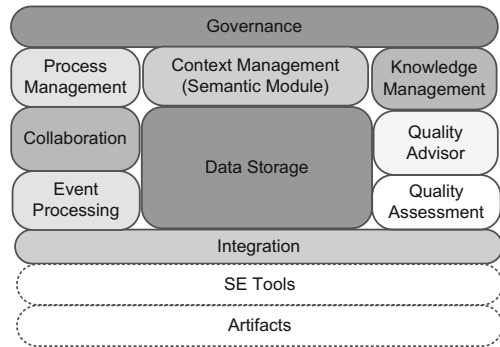 Governance
Process
Management
Context Management
(Semantic Module)
Knowledge
Management
Collaboration
Data Storage
Quality
Advisor
Event
Processing
Quality
Assessment
Integration
SE Tools
Artifacts